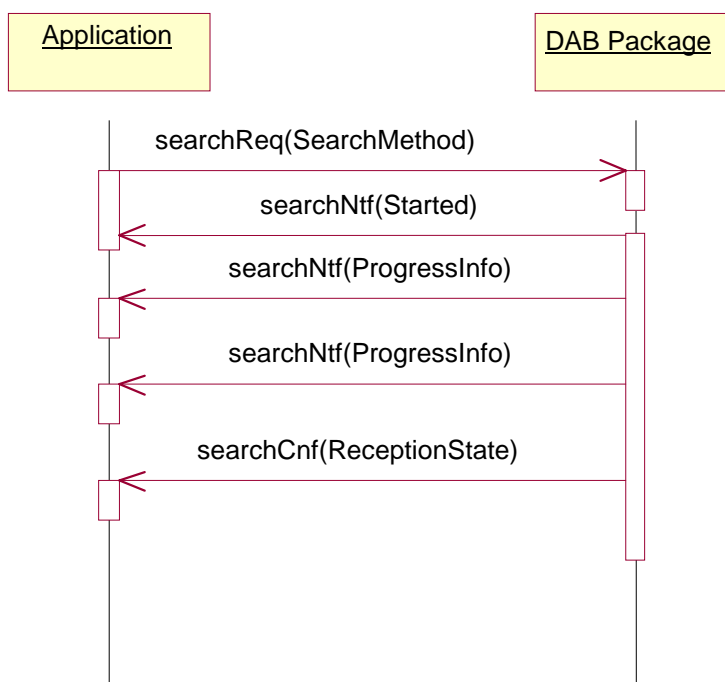 Application
DAB Package
searchReq(SearchMethod)
searchNtf(Started)
searchNtf(ProgressInfo)
searchNtf(ProgressInfo)
searchCnf(ReceptionState)